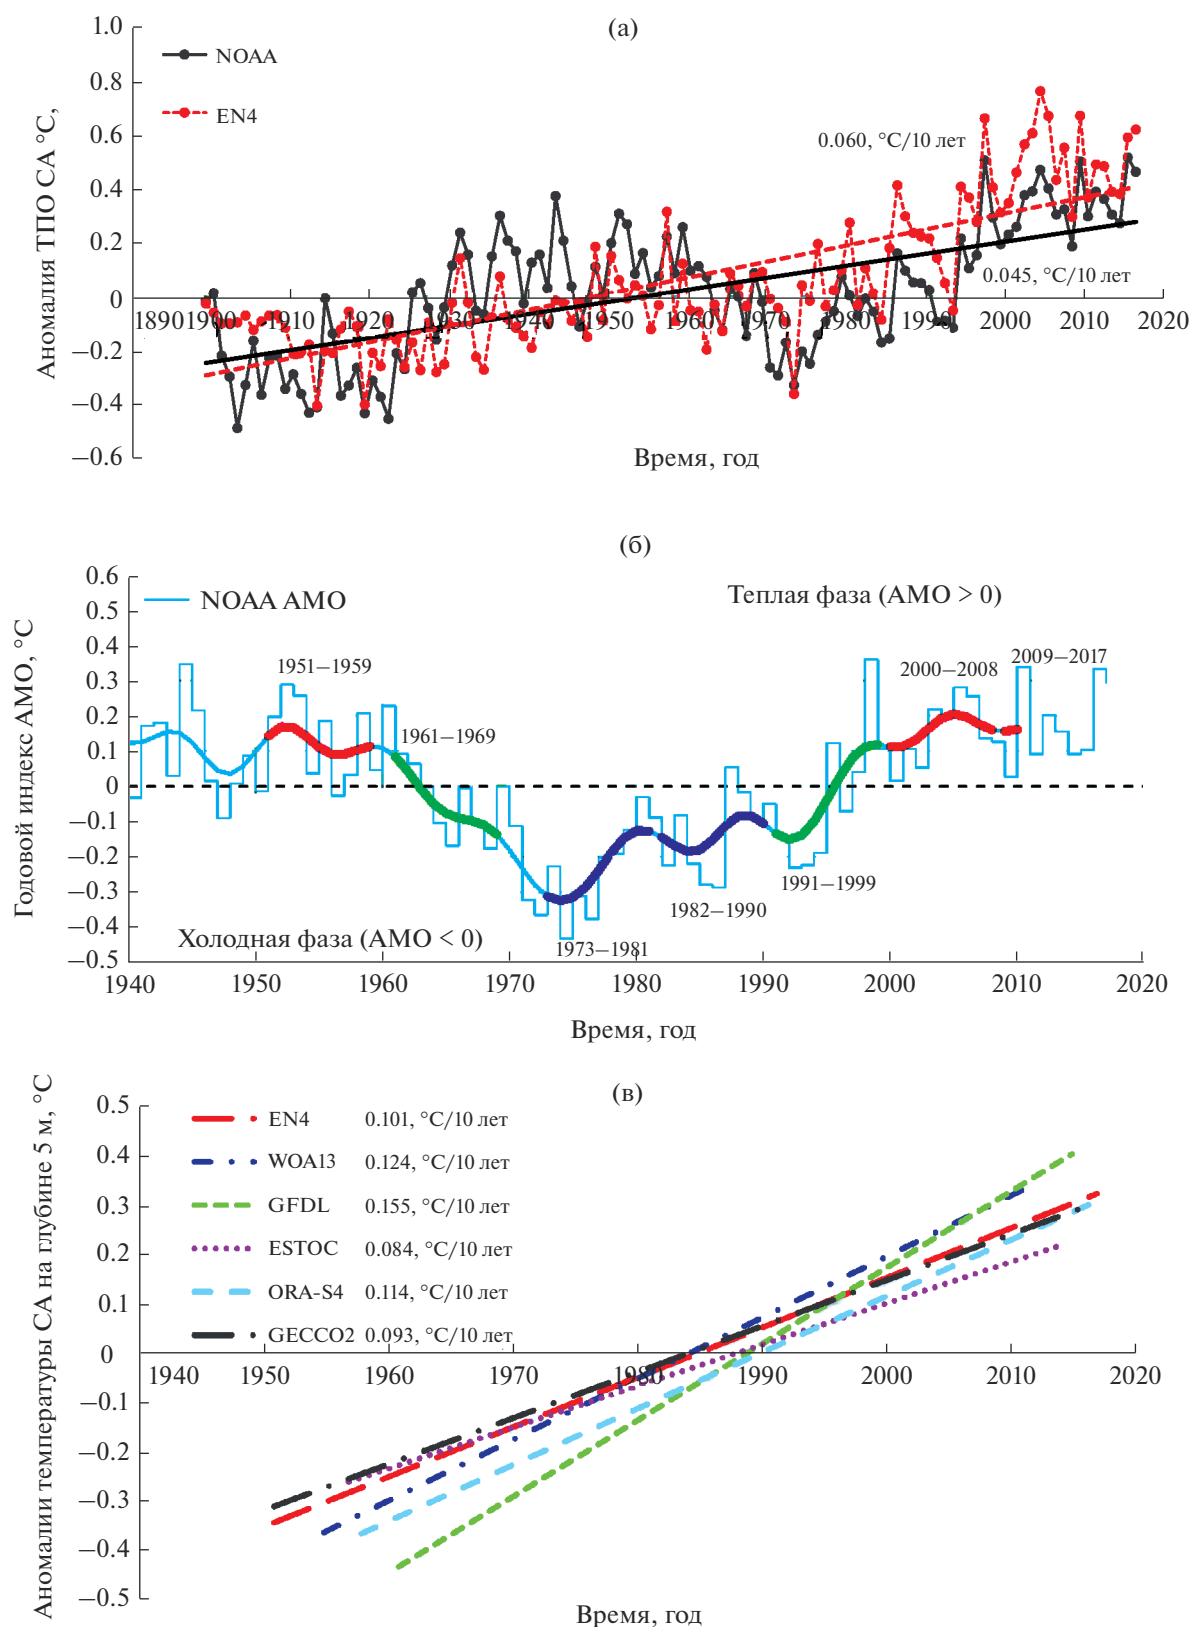 (а)
Аномалия ТПО СА °С,
1.0
0.8
0.6
0.4
0.2
0
−0.2
−0.4
−0.6
NOAA
EN4
0.060, °С/10 лет
0.045, °С/10 лет
1890 1900 1910 1920 1930 1940 1950 1960 1970 1980 1990 2000 2010 2020
Время, год
(б)
Годовой индекс АМО, °С
0.6
0.5
0.4
0.3
0.2
0.1
0
−0.1
−0.2
−0.3
−0.4
−0.5
NOAA AMO
Теплая фаза (АМО > 0)
1951−1959
1961−1969
2000−2008
2009−2017
1991−1999
1982−1990
1973−1981
Холодная фаза (АМО < 0)
1940 1950 1960 1970 1980 1990 2000 2010 2020
Время, год
(в)
Аномалии температуры СА на глубине 5 м, °С
0.5
0.4
0.3
0.2
0.1
0
−0.1
−0.2
−0.3
−0.4
−0.5
EN4 0.101, °С/10 лет
WOA13 0.124, °С/10 лет
GFDL 0.155, °С/10 лет
ESTOC 0.084, °С/10 лет
ORA-S4 0.114, °С/10 лет
GECCO2 0.093, °С/10 лет
1940 1950 1960 1970 1980 1990 2000 2010 2020
Время, год